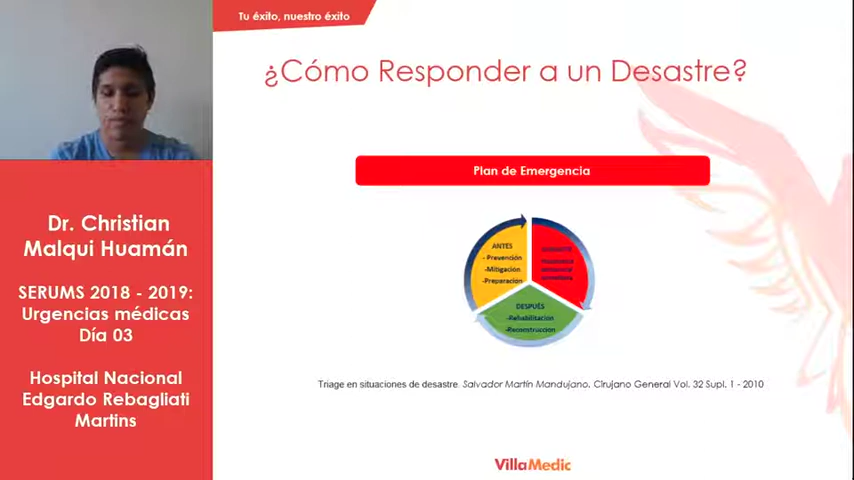 Tu éxito, nuestro éxito
¿Cómo Responder a un Desastre?
Plan de Emergencia
ANTES
- Prevención
-Mitigación
-Preparación
DESPUÉS
-Rehabilitacion
-Reconstruccion
Triage en situaciones de desastre. Salvador Martín Mandujano. Cirujano General Vol. 32 Supl. 1 - 2010
VillaMedic
Dr. Christian
Malqui Huamán
SERUMS 2018 - 2019:
Urgencias médicas
Día 03
Hospital Nacional
Edgardo Rebagliati
Martins